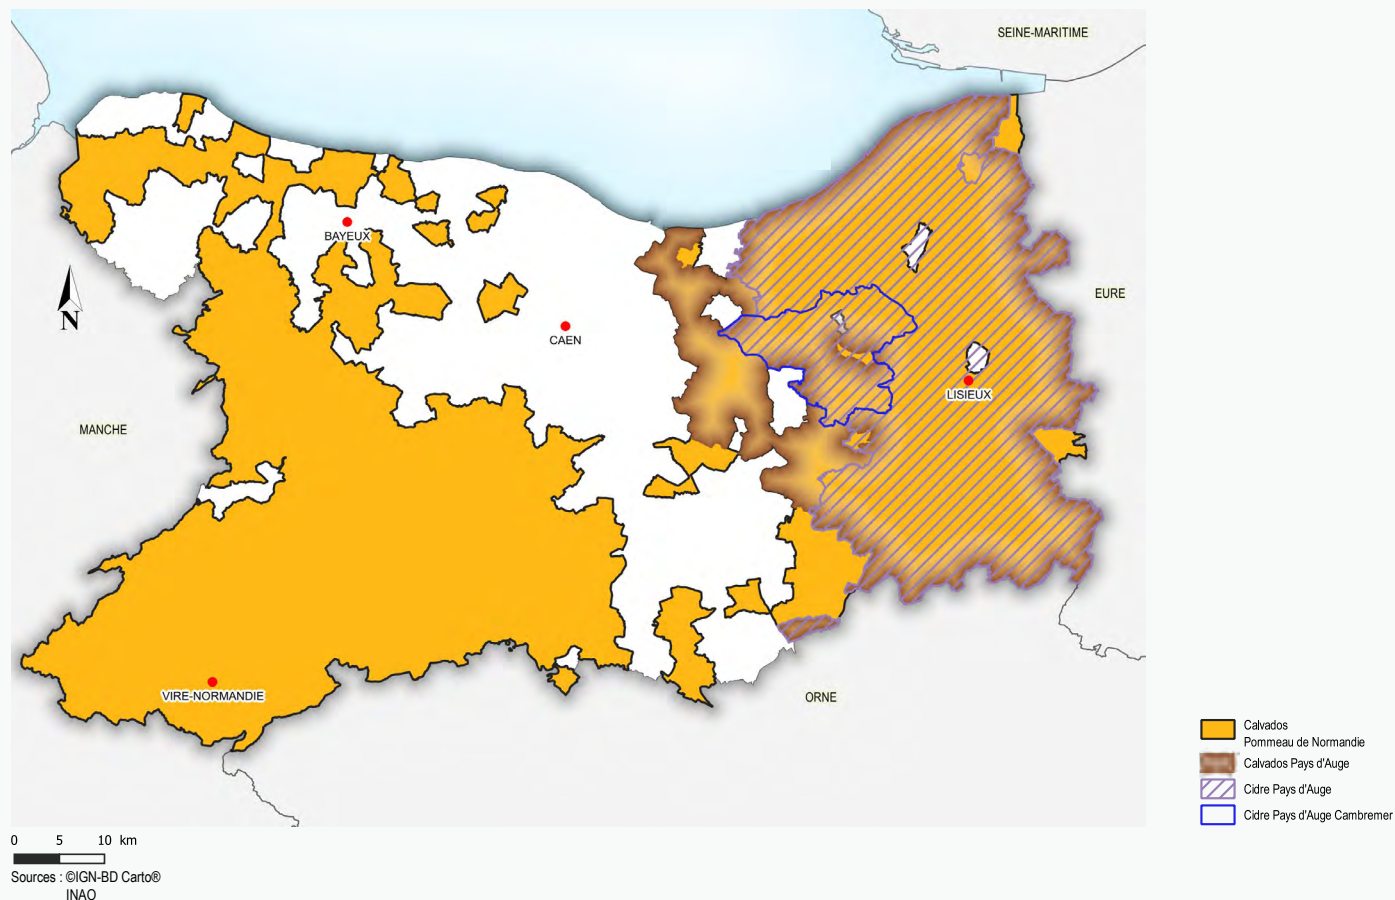 SEINE-MARITIME
BAYEUX
EURE
N
CAEN
LISIEUX
MANCHE
VIRE-NORMANDIE
ORNE
Calvados
Pommeau de Normandie
Calvados Pays d'Auge
Cidre Pays d'Auge
Cidre Pays d'Auge Cambremer
0 5 10 km
Sources : ©IGN-BD Carto®
INAO